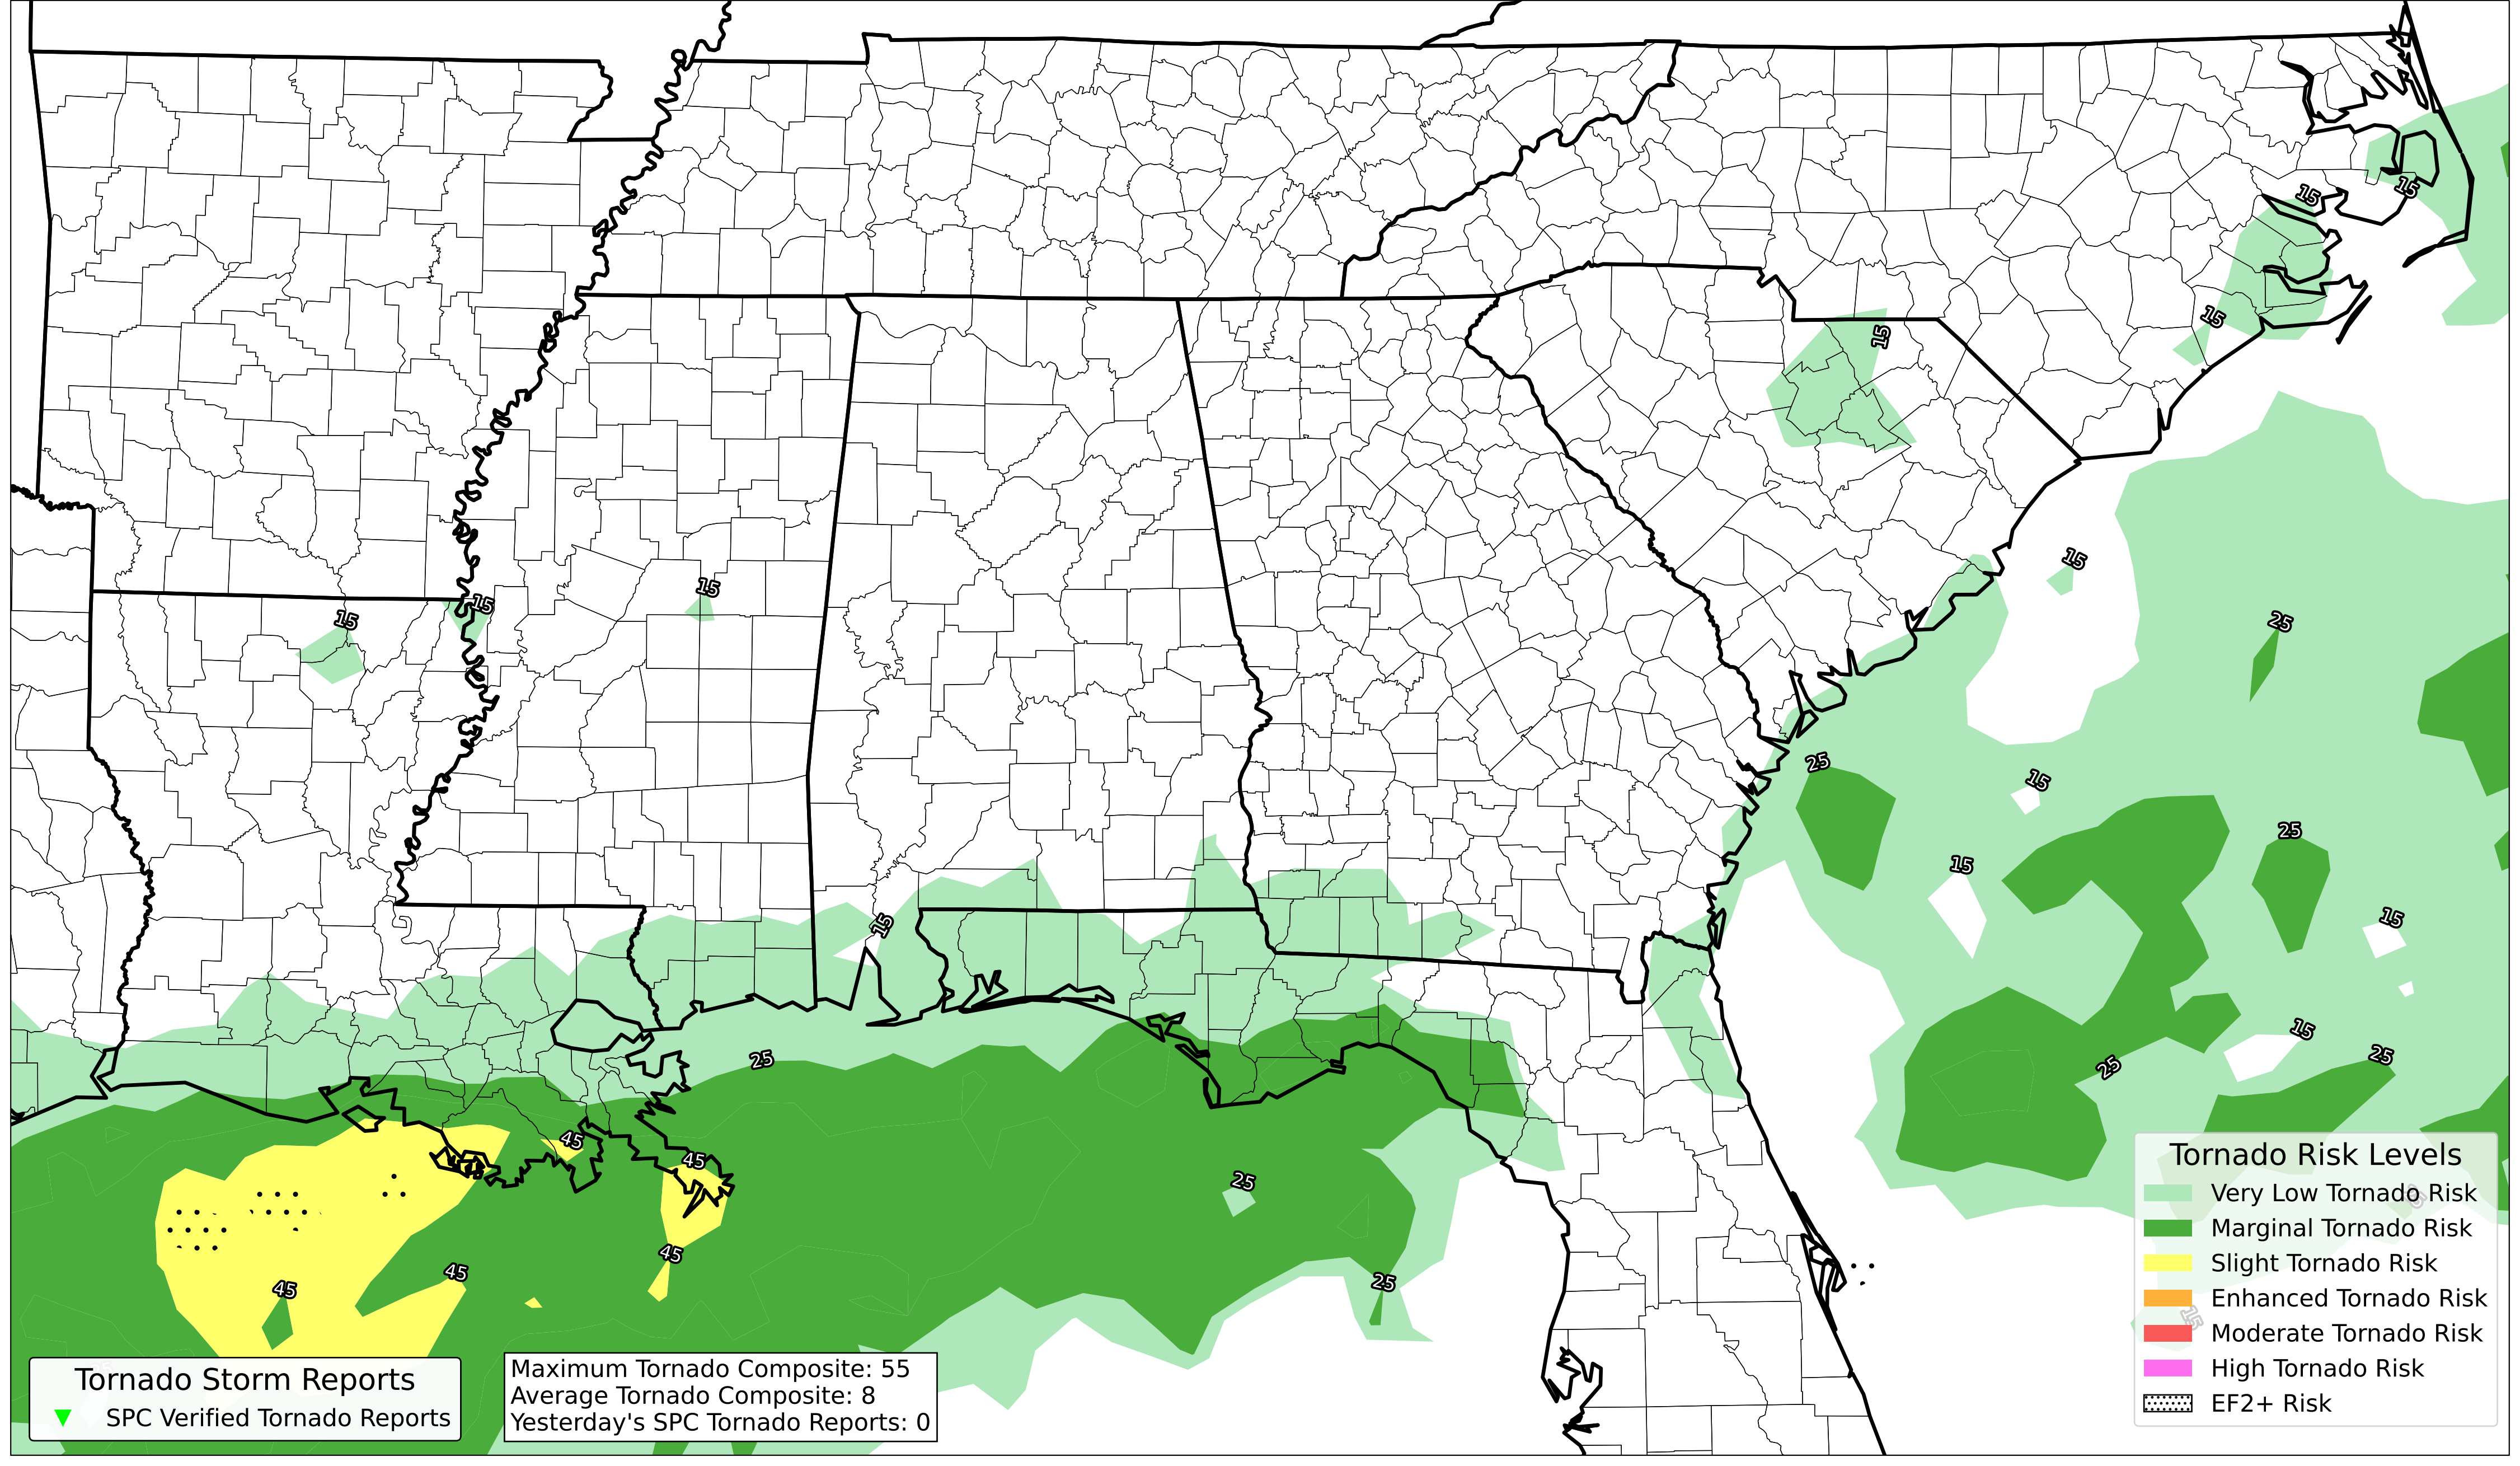 15
15
15
15
15
15
15
15
25
15
25
15
25
15
15
15
25
25
15
25
45
45
25
45
45
25
45
15
Tornado Risk Levels
Very Low Tornado Risk
Marginal Tornado Risk
Slight Tornado Risk
Enhanced Tornado Risk
Moderate Tornado Risk
High Tornado Risk
EF2+ Risk
Tornado Storm Reports
SPC Verified Tornado Reports
Maximum Tornado Composite: 55
Average Tornado Composite: 8
Yesterday's SPC Tornado Reports: 0